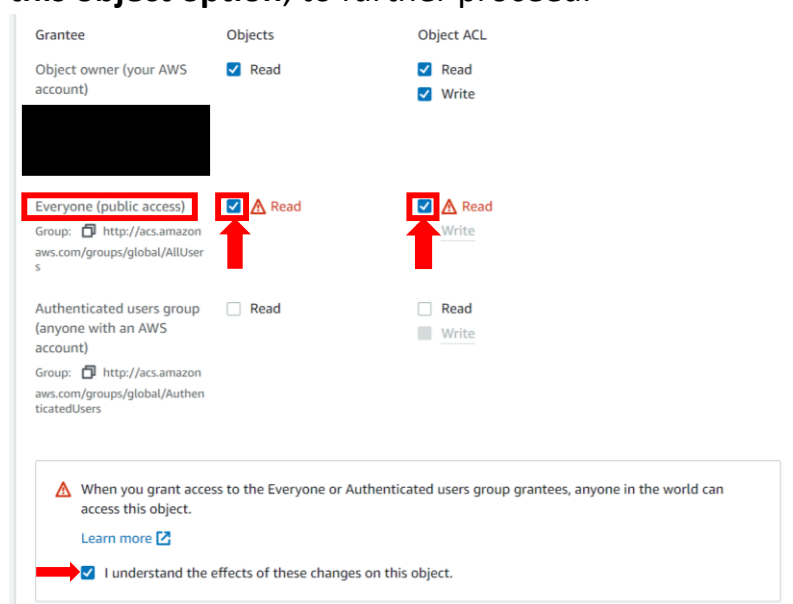 this object option) to further proceed.
Grantee Objects Object ACL
Object owner (your AWS account) Read Read
Write
Everyone (public access) Read Read
Group: http://acs.amazon Write
aws.com/groups/global/AllUser
s
Authenticated users group Read Read
(anyone with an AWS Write
account)
Group: http://acs.amazon
aws.com/groups/global/Authen
ticatedUsers
When you grant access to the Everyone or Authenticated users group grantees, anyone in the world can
access this object.
Learn more
I understand the effects of these changes on this object.